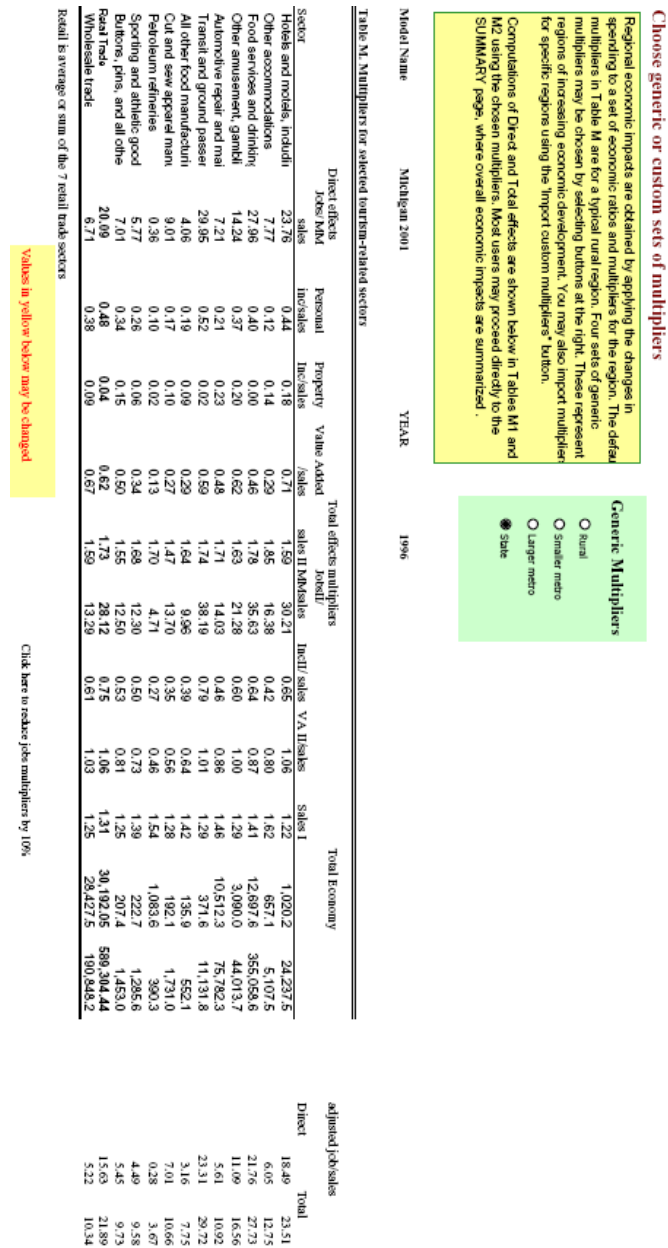 Choose generic or custom sets of multipliers
Regional economic impacts are obtained by applying the changes in
spending to a set of economic ratios and multipliers for the region. The defau
multipliers in Table M are for a typical rural region. Four sets of generic
multipliers may be chosen by selecting buttons at the right. These represent
regions of increasing economic development. You may also import multiplier
for specific regions using the 'Import custom multipliers" button.
Computations of Direct and Total effects are shown below in Tables M1 and
M2 using the chosen multipliers. Most users may proceed directly to the
SUMMARY page, where overall economic impacts are summarized .
Generic Multipliers
Rural
Smaller metro
Larger metro
State
Model Name Michigan 2001 YEAR 1996
Table M. Multipliers for selected tourism-related sectors
Direct effects Total effects multipliers Total Economy adjusted job/sales
Sector Jobs/ MM sales Personal inc/sales Property Inc/sales Value Added /sales sales II JobsII/ MMsales IncII/ sales VA II/sales Sales I Direct Total
Hotels and motels, includin 23.76 0.44 0.18 0.71 1.59 30.21 0.65 1.06 1.22 1,020.2 24,237.5 18.49 23.51
Other accommodations 7.77 0.12 0.14 0.29 1.85 16.38 0.42 0.80 1.62 657.1 5,107.5 6.05 12.75
Food services and drinking 27.96 0.40 0.00 0.46 1.78 35.63 0.64 0.87 1.41 12,697.6 355,058.6 21.76 27.73
Other amusement, gambli 14.24 0.37 0.20 0.62 1.63 21.28 0.60 1.00 1.29 3,090.0 44,013.7 11.09 16.56
Automotive repair and mai 7.21 0.21 0.23 0.48 1.71 14.03 0.46 0.86 1.46 10,512.3 75,782.3 5.61 10.92
Transit and ground passer 29.95 0.52 0.02 0.59 1.74 38.19 0.79 1.01 1.29 371.6 11,131.8 23.31 29.72
All other food manufacturin 4.06 0.19 0.09 0.29 1.64 9.96 0.39 0.64 1.42 135.9 552.1 3.16 7.75
Cut and sew apparel manu 9.01 0.17 0.10 0.27 1.47 13.70 0.35 0.56 1.28 192.1 1,731.0 7.01 10.66
Petroleum refineries 0.36 0.10 0.02 0.13 1.70 4.71 0.27 0.46 1.54 1,083.6 390.3 0.28 3.67
Sporting and athletic good 5.77 0.26 0.06 0.34 1.68 12.30 0.50 0.73 1.39 222.7 1,285.6 4.49 9.58
Buttons, pins, and all othe 7.01 0.34 0.15 0.50 1.55 12.50 0.53 0.81 1.25 207.4 1,453.0 5.45 9.73
Retail Trade 20.09 0.48 0.04 0.62 1.73 28.12 0.75 1.06 1.31 30,192.05 589,304.44 15.63 21.89
Wholesale trade 6.71 0.38 0.09 0.67 1.59 13.29 0.61 1.03 1.25 28,427.5 190,848.2 5.22 10.34
Retail is average or sum of the 7 retail trade sectors
Values in yellow below may be changed
Click here to reduce jobs multipliers by 10%